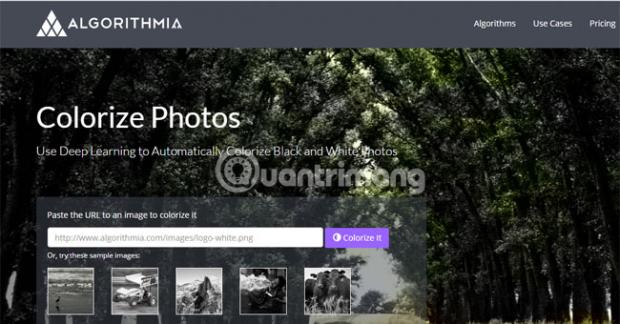 ALGORITHMIA
Algorithms Use Cases Pricing
Colorize Photos
Use Deep Learning to Automatically Colorize Black and White Photos
Quantrimang
Paste the URL to an image to colorize it
http://www.algorithmia.com/images/logo-white.png Colorize It
Or, try these sample images: